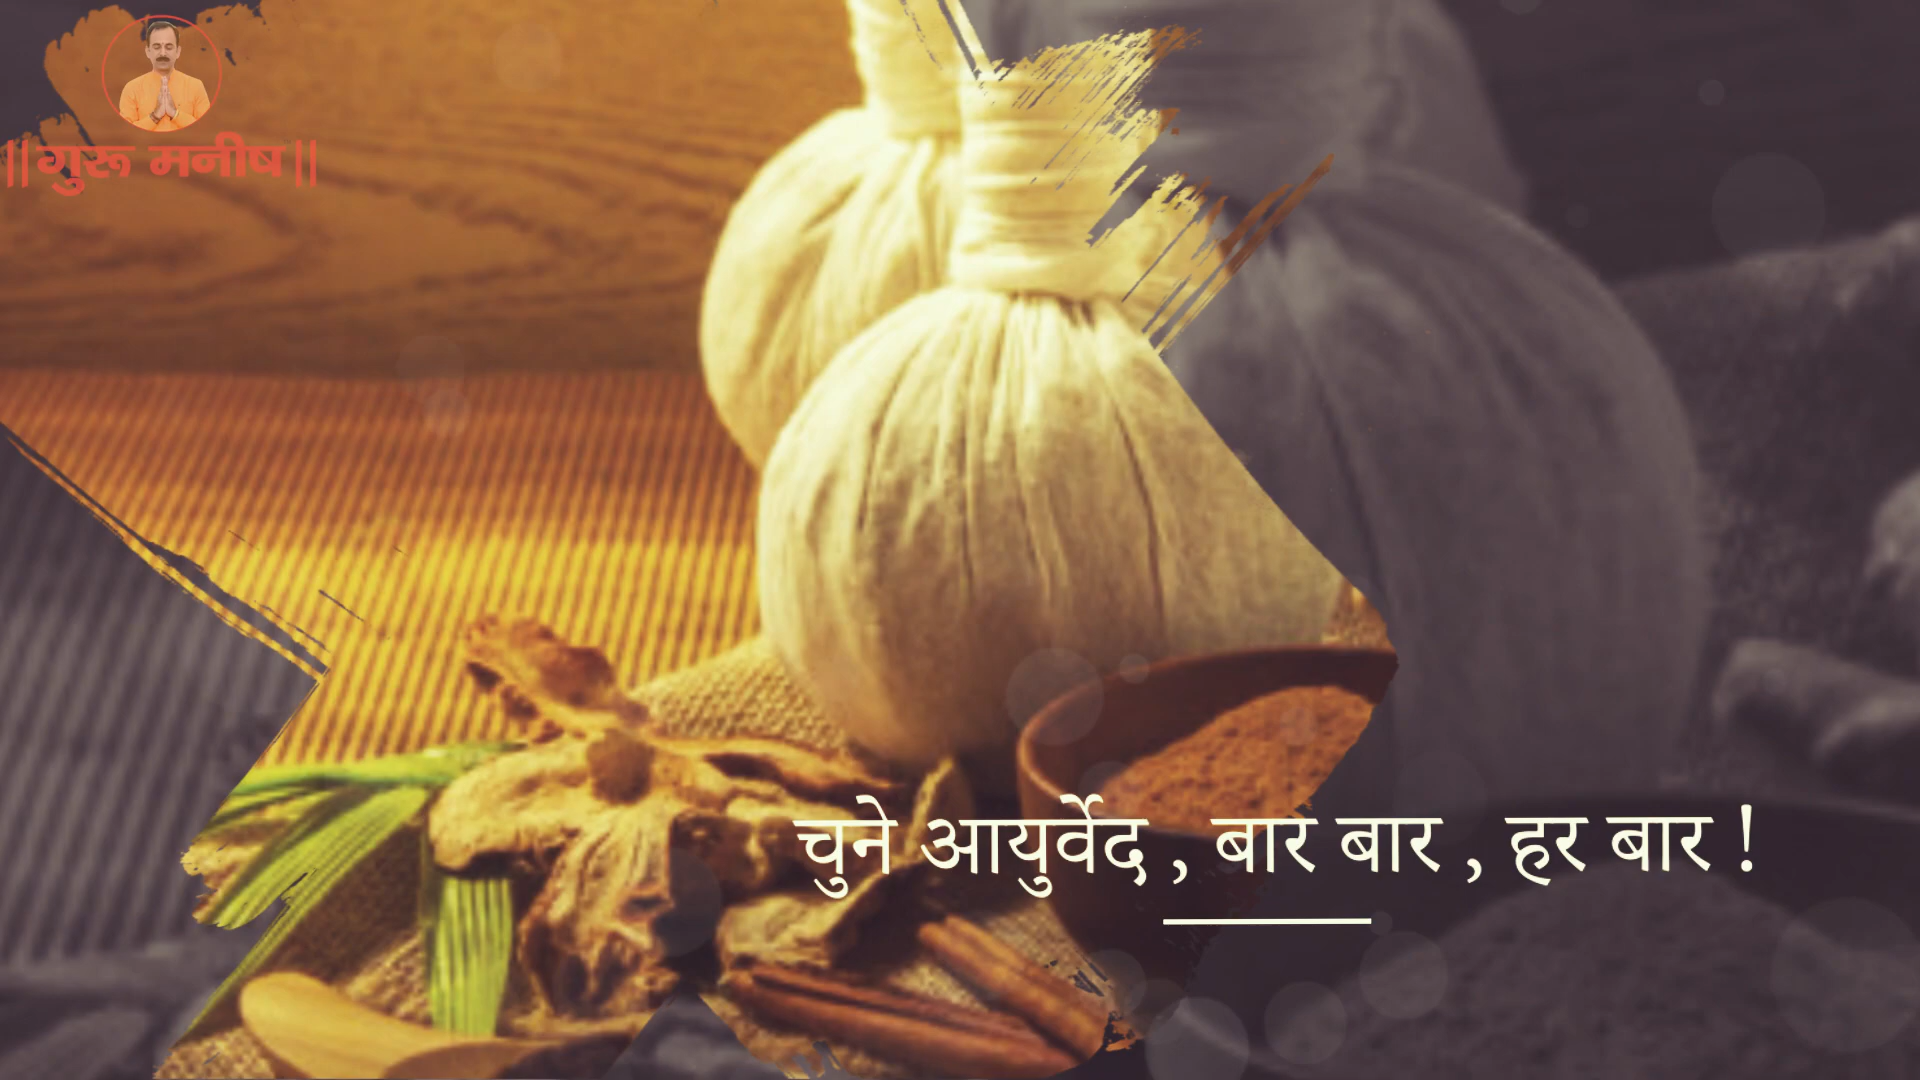 ||गुरू मनीष||
चुने आयुर्वेद , बार बार , हर बार !